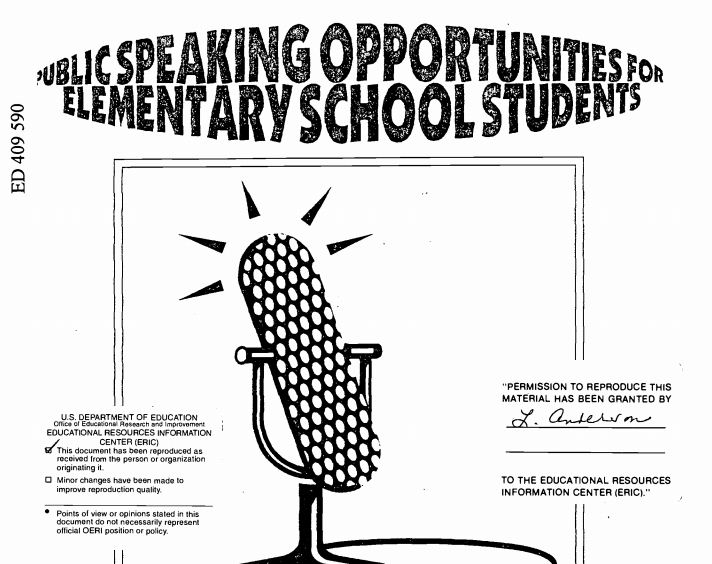 PUBLIC SPEAKING OPPORTUNITIES FOR
ELEMENTARY SCHOOL STUDENTS
ED 409 590
"PERMISSION TO REPRODUCE THIS
MATERIAL HAS BEEN GRANTED BY
L. Anderson
TO THE EDUCATIONAL RESOURCES
INFORMATION CENTER (ERIC)."
U.S. DEPARTMENT OF EDUCATION
Office of Educational Research and Improvement
EDUCATIONAL RESOURCES INFORMATION
CENTER (ERIC)
This document has been reproduced as
received from the person or organization
originating it.
Minor changes have been made to
improve reproduction quality.
Points of view or opinions stated in this
document do not necessarily represent
official OERI position or policy.